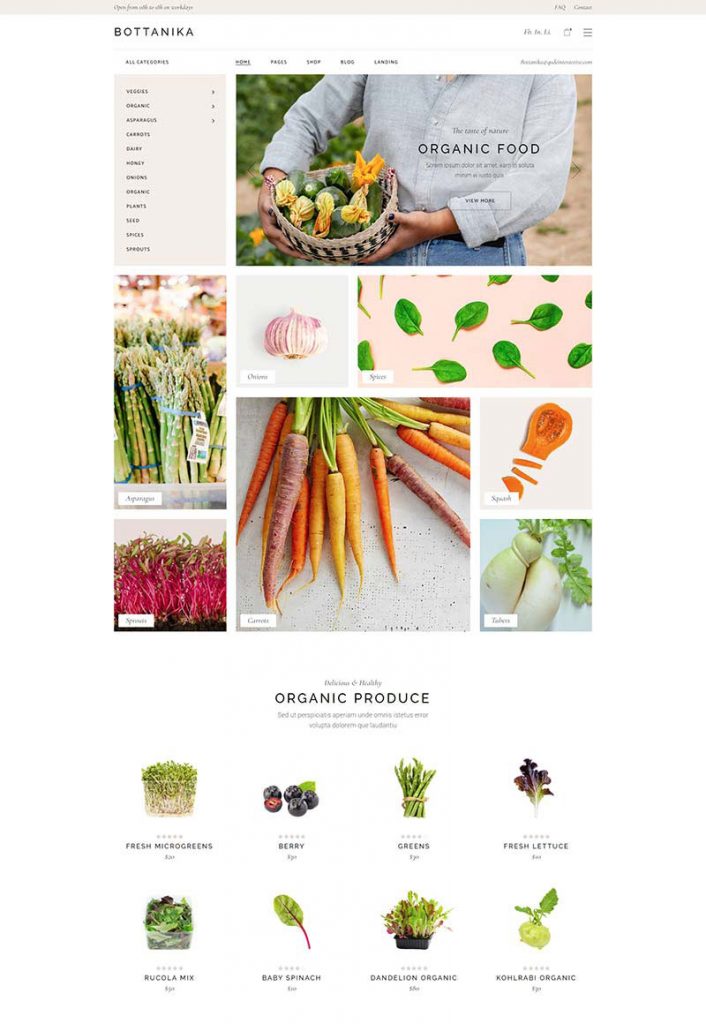 Open from 08h to 18h on workdays
FAQ Contact
BOTTANIKA
Fb. In. Li.
ALL CATEGORIES
HOME PAGES SHOP BLOG LANDING
Bottanika@qodeinteractive.com
VEGGIES
ORGANIC
ASPARAGUS
CARROTS
DAIRY
HONEY
ONIONS
ORGANIC
PLANTS
SEED
SPICES
SPROUTS
The taste of nature
ORGANIC FOOD
Lorem ipsum dolor sit amet, eam in soluta
minim ei iusto quis
VIEW MORE
Onions
Spices
Asparagus
Squash
Sprouts
Carrots
Tubers
Delicious & Healthy
ORGANIC PRODUCE
Sed ut perspiciatis aperiam unde omnis istetus error
volupta dolorem que laudantiu
FRESH MICROGREENS
$20
BERRY
$30
GREENS
$30
FRESH LETTUCE
RUCOLA MIX
$50
BABY SPINACH
DANDELION ORGANIC
$80
KOHLRABI ORGANIC
$30